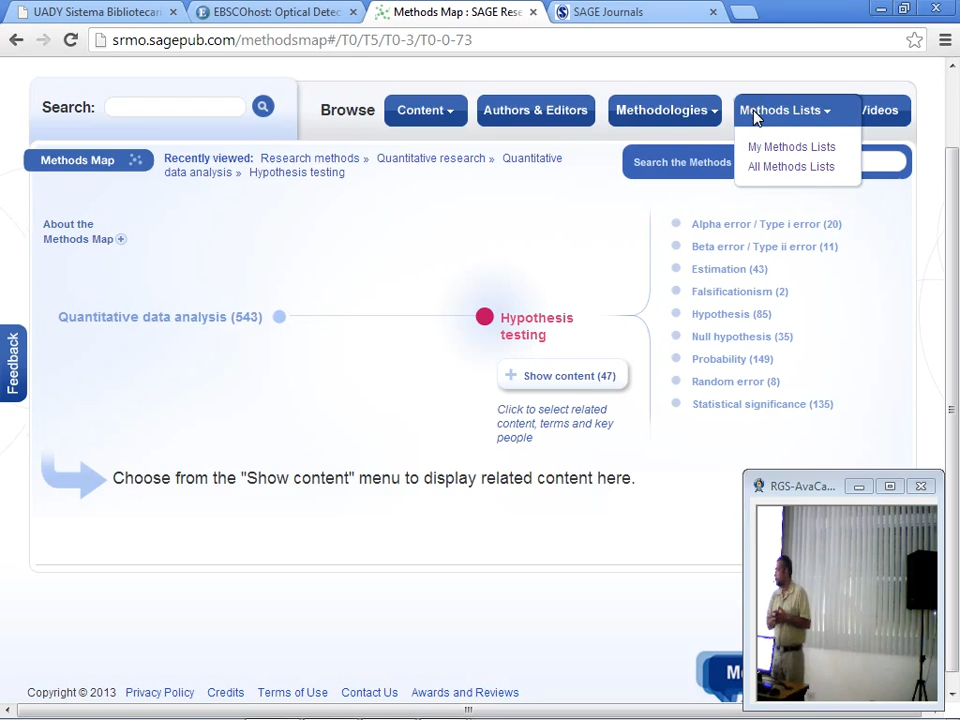 UADY Sistema Bibliotecari
EBSCOhost: Optical Detec
Methods Map : SAGE Rese
SAGE Journals
srmo.sagepub.com/methodsmap#/T0/T5/T0-3/T0-0-73
Search:
Browse
Content
Authors & Editors
Methodologies
Methods Lists
Videos
My Methods Lists
All Methods Lists
Methods Map
Recently viewed: Research methods » Quantitative research » Quantitative
data analysis » Hypothesis testing
Search the Methods
About the
Methods Map
Quantitative data analysis (543)
Hypothesis
testing
Show content (47)
Click to select related
content, terms and key
people
Alpha error / Type i error (20)
Beta error / Type ii error (11)
Estimation (43)
Falsificationism (2)
Hypothesis (85)
Null hypothesis (35)
Probability (149)
Random error (8)
Statistical significance (135)
Feedback
Choose from the "Show content" menu to display related content here.
RGS-AvaCa...
Copyright © 2013
Privacy Policy
Credits
Terms of Use
Contact Us
Awards and Reviews